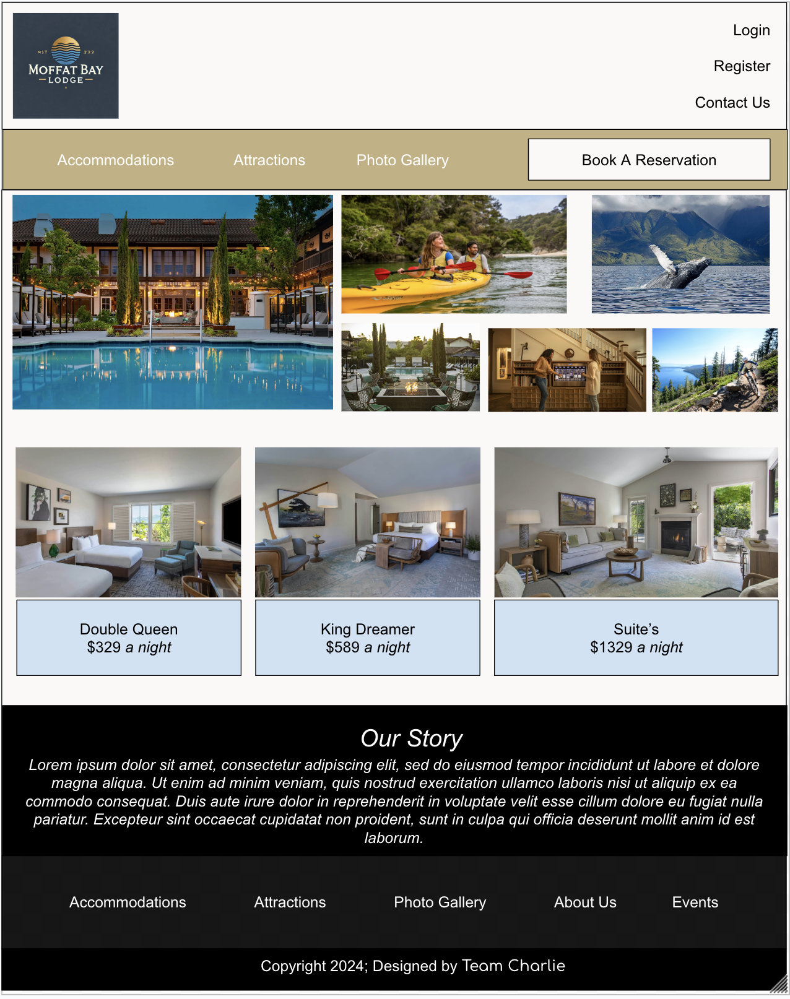 MST 222
MOFFAT BAY
LODGE
Login
Register
Contact Us
Accommodations
Attractions
Photo Gallery
Book A Reservation
Double Queen
$329 a night
King Dreamer
$589 a night
Suite’s
$1329 a night
Our Story
Lorem ipsum dolor sit amet, consectetur adipiscing elit, sed do eiusmod tempor incididunt ut labore et dolore
magna aliqua. Ut enim ad minim veniam, quis nostrud exercitation ullamco laboris nisi ut aliquip ex ea
commodo consequat. Duis aute irure dolor in reprehenderit in voluptate velit esse cillum dolore eu fugiat nulla
pariatur. Excepteur sint occaecat cupidatat non proident, sunt in culpa qui officia deserunt mollit anim id est
laborum.
Accommodations
Attractions
Photo Gallery
About Us
Events
Copyright 2024; Designed by Team Charlie